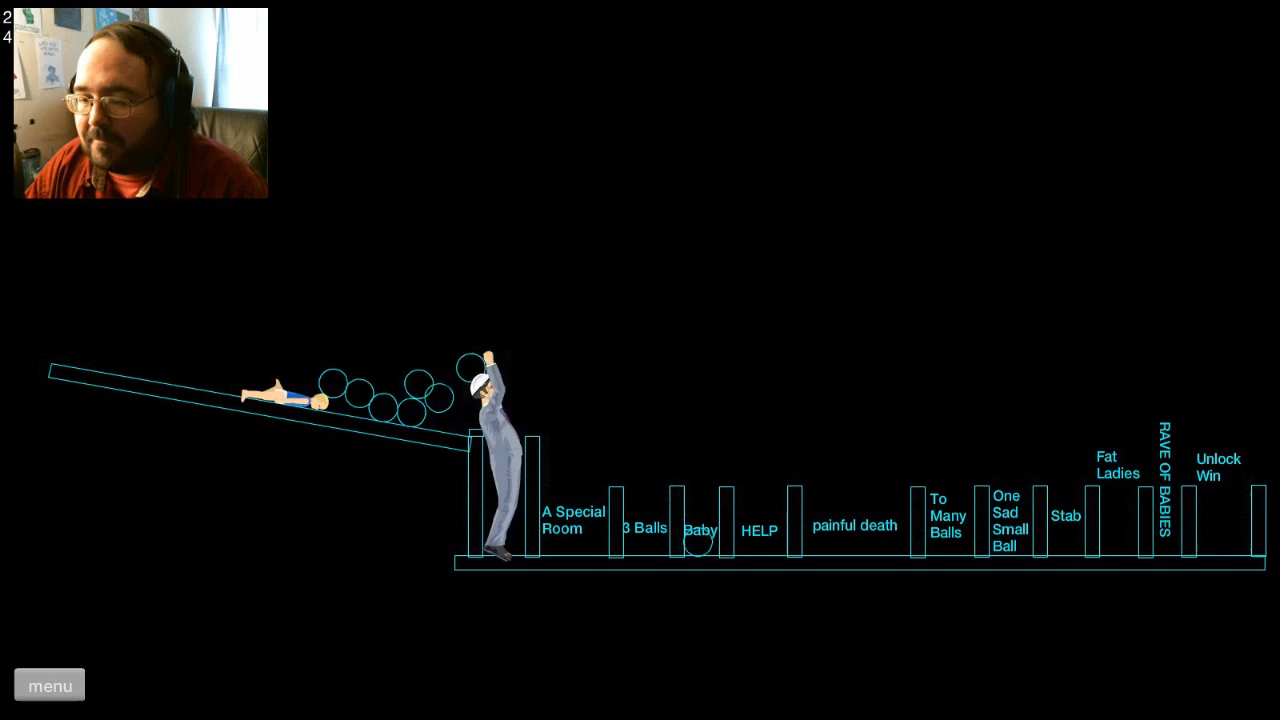 2
4
A Special
Room
3 Balls
Baby
HELP
painful death
To
Many
Balls
One
Sad
Small
Ball
Stab
Fat
Ladies
RAVE OF BABIES
Unlock
Win
menu